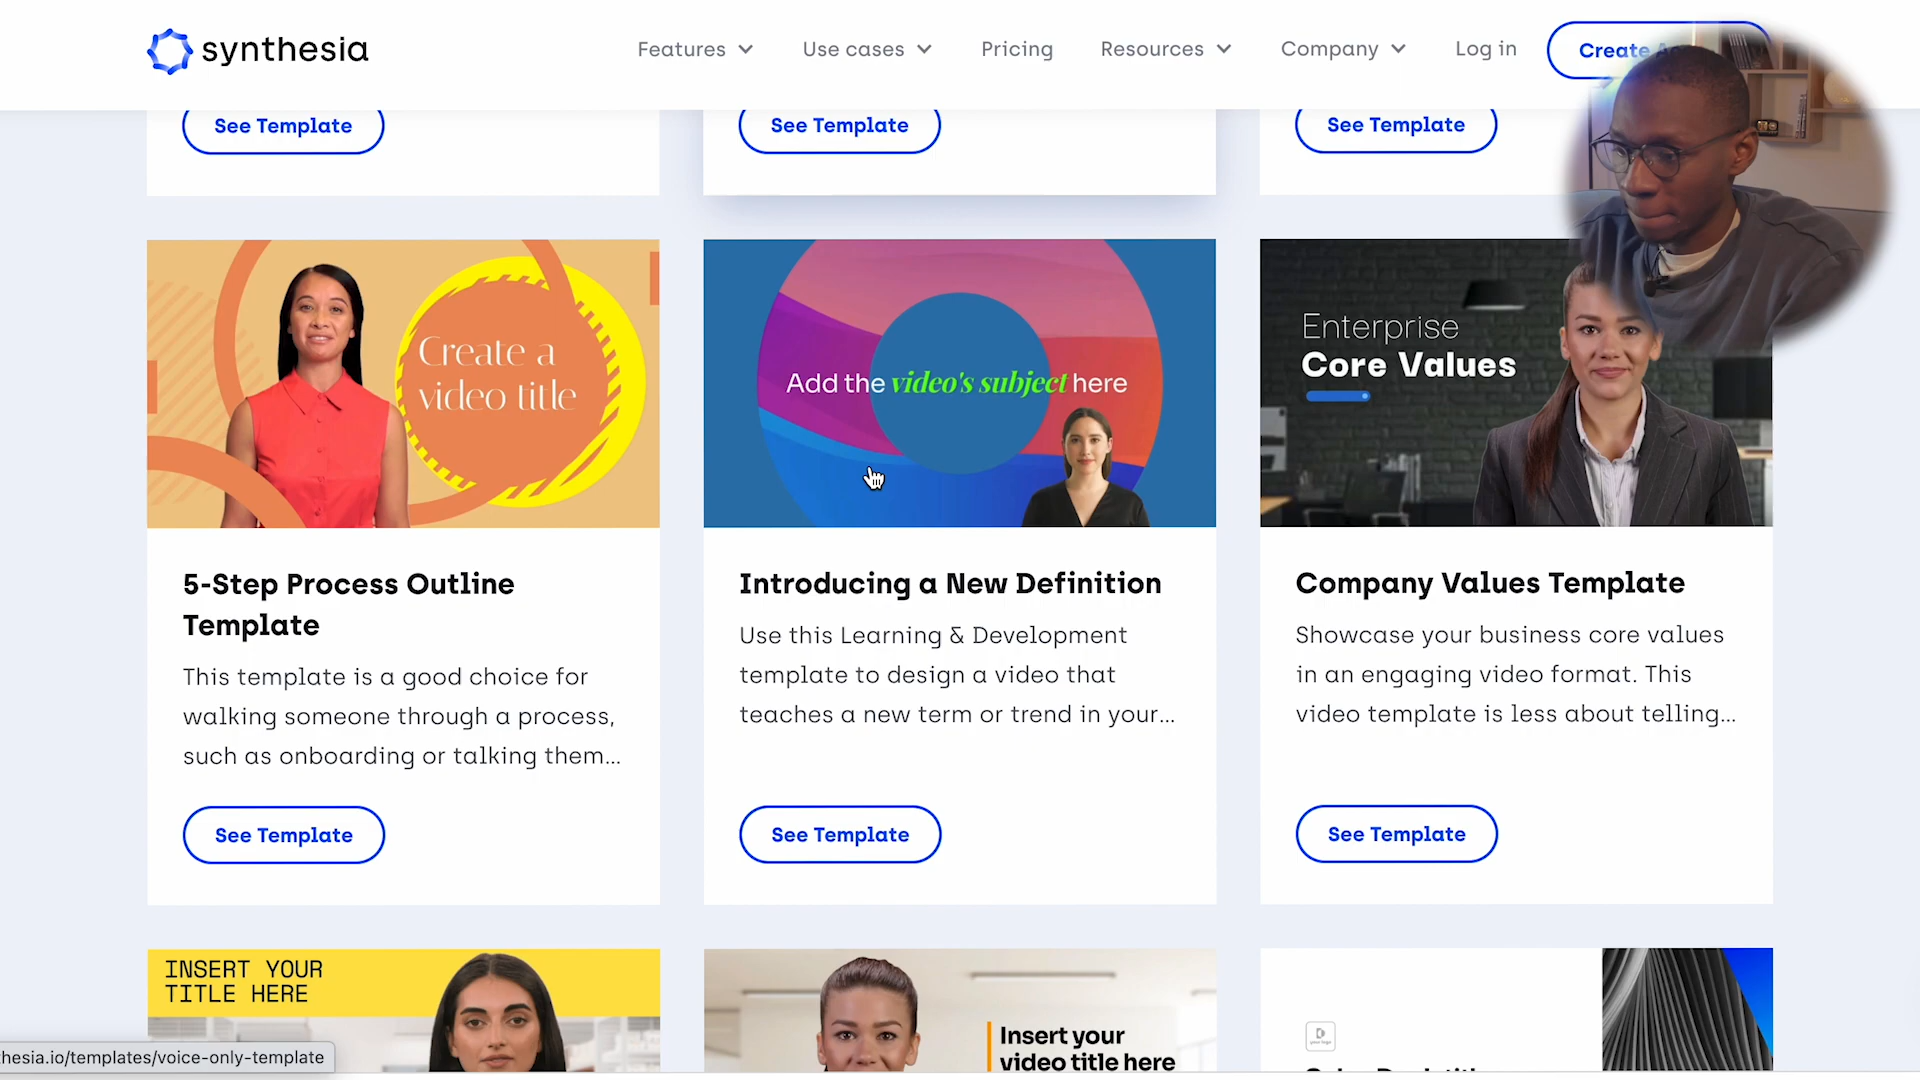 synthesia
Features
Use cases
Pricing
Resources
Company
Log in
Create
See Template
See Template
See Template
Create a
video title
Add the video's subject here
Enterprise
Core Values
5-Step Process Outline
Template
This template is a good choice for
walking someone through a process,
such as onboarding or talking them...
See Template
Introducing a New Definition
Use this Learning & Development
template to design a video that
teaches a new term or trend in your...
See Template
Company Values Template
Showcase your business core values
in an engaging video format. This
video template is less about telling...
See Template
INSERT YOUR
TITLE HERE
Insert your
video title here
thesia.io/templates/voice-only-template